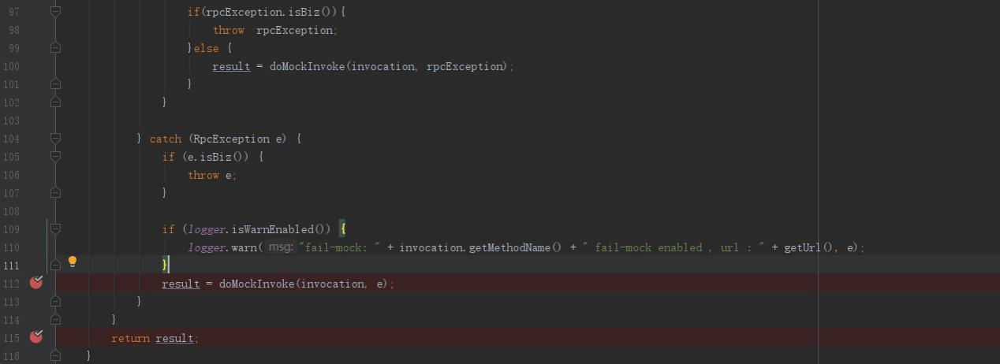 97 if(rpcException.isBiz()){
98 throw  rpcException;
99 }else {
100 result = doMockInvoke(invocation, rpcException);
101 }
102 }
103
104 } catch (RpcException e) {
105 if (e.isBiz()) {
106 throw e;
107 }
108
109 if (logger.isWarnEnabled()) {
110 logger.warn( msg: "fail-mock: " + invocation.getMethodName() + " fail-mock enabled , url : " + getUrl(), e);
111 }
112 result = doMockInvoke(invocation, e);
113 }
114 }
115 return result;
116 }